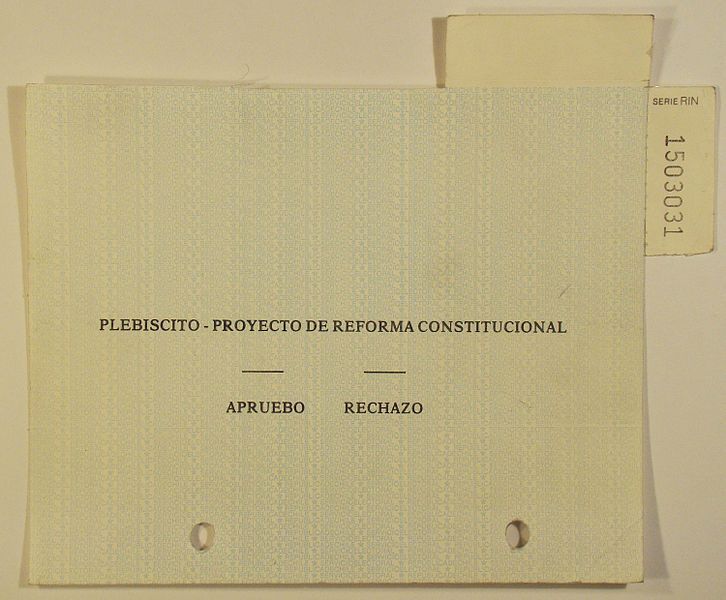 SERIE RIN
1503031
PLEBISCITO - PROYECTO DE REFORMA CONSTITUCIONAL
APRUEBO RECHAZO